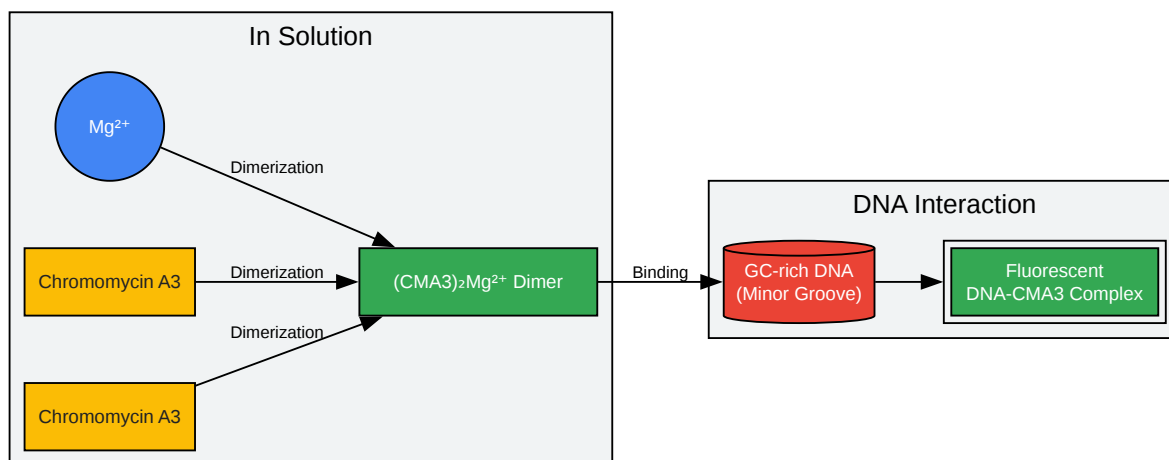 In Solution
Mg²⁺
Dimerization
Chromomycin A3
Dimerization
(CMA3)₂Mg²⁺ Dimer
Dimerization
Chromomycin A3
Binding
DNA Interaction
GC-rich DNA
(Minor Groove)
Fluorescent
DNA-CMA3 Complex